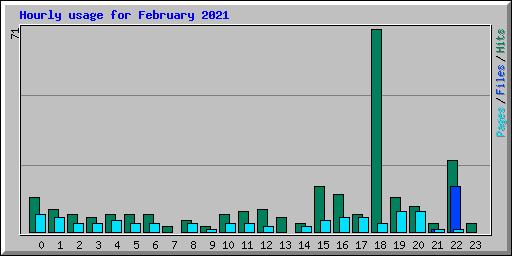 Hourly usage for February 2021
71
Pages/Files/Hits
0 1 2 3 4 5 6 7 8 9 10 11 12 13 14 15 16 17 18 19 20 21 22 23